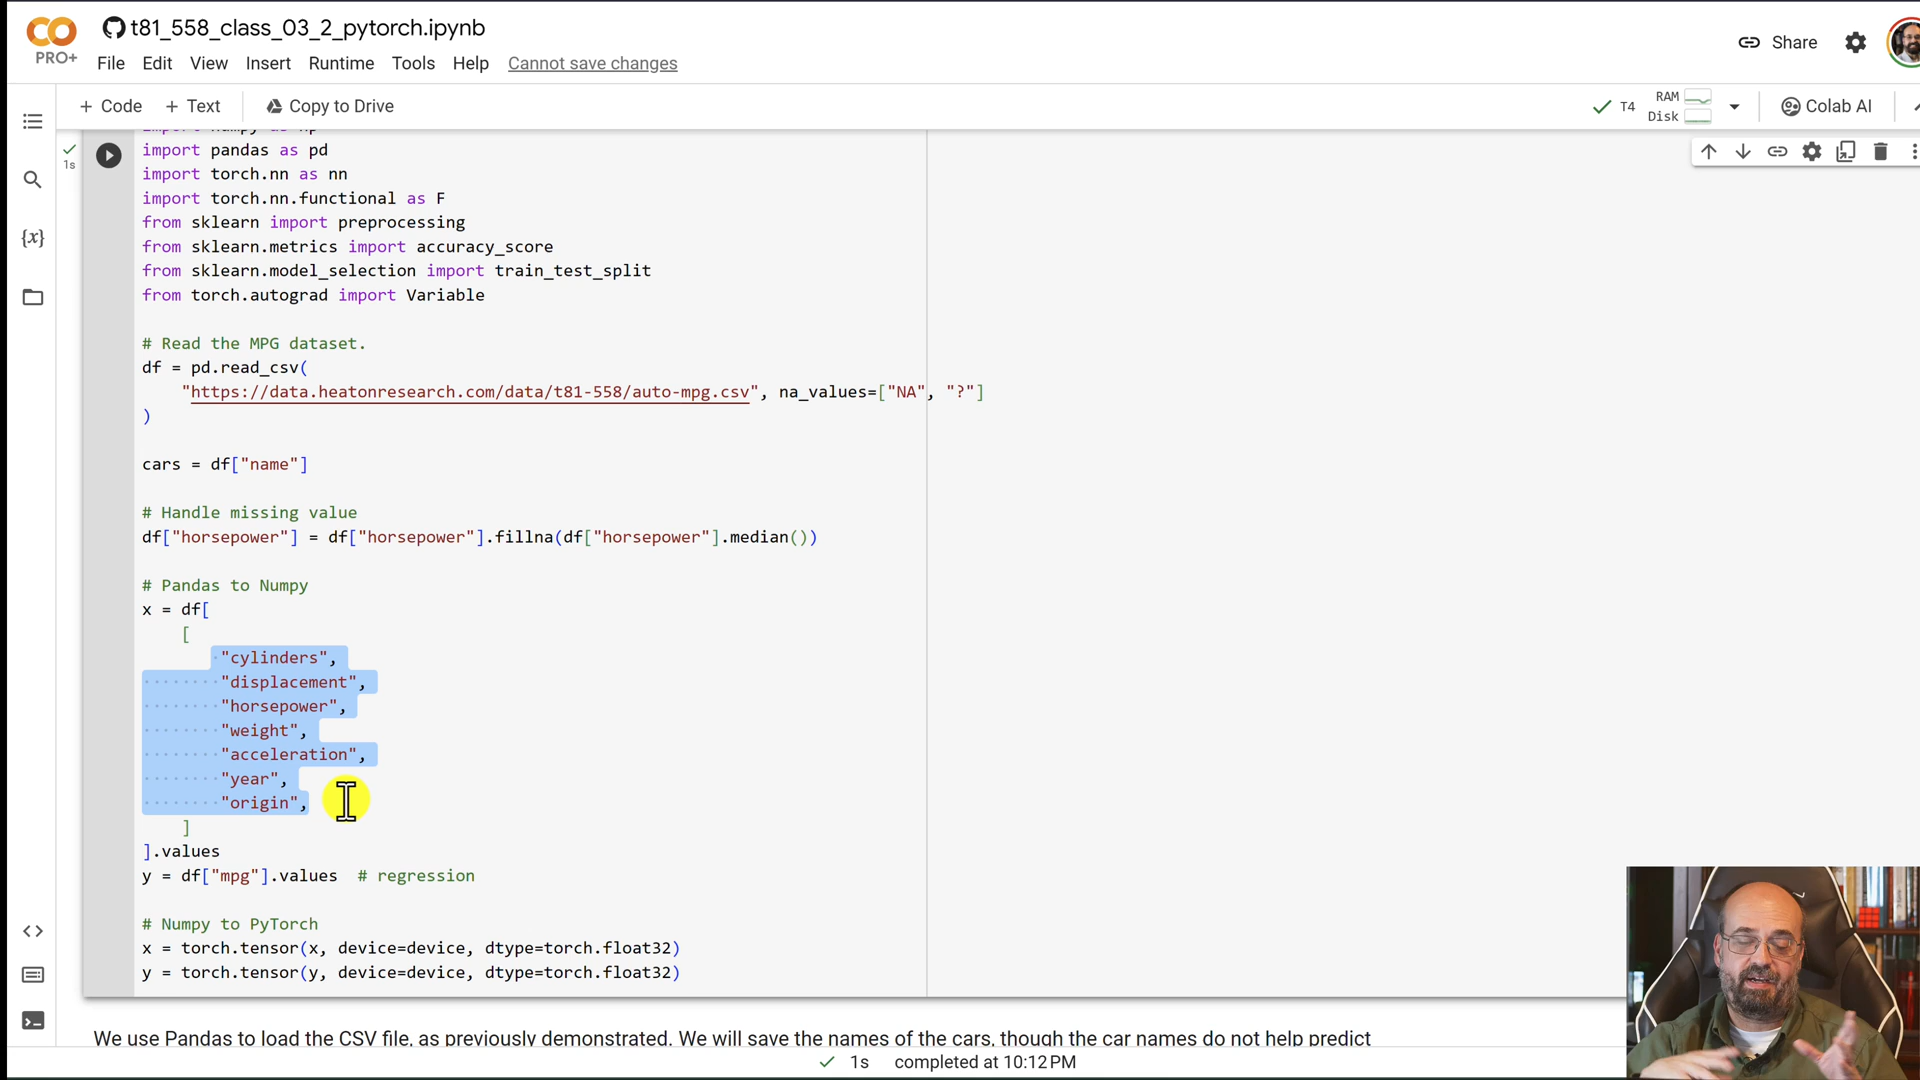 t81_558_class_03_2_pytorch.ipynb
PRO+
File Edit View Insert Runtime Tools Help Cannot save changes
Share
+ Code + Text Copy to Drive
T4 RAM Disk
Colab AI
{x}
1s
import numpy as np
import pandas as pd
import torch.nn as nn
import torch.nn.functional as F
from sklearn import preprocessing
from sklearn.metrics import accuracy_score
from sklearn.model_selection import train_test_split
from torch.autograd import Variable
# Read the MPG dataset.
df = pd.read_csv(
"https://data.heatonresearch.com/data/t81-558/auto-mpg.csv", na_values=["NA", "?"]
)
cars = df["name"]
# Handle missing value
df["horsepower"] = df["horsepower"].fillna(df["horsepower"].median())
# Pandas to Numpy
x = df[
[
"cylinders",
"displacement",
"horsepower",
"weight",
"acceleration",
"year",
"origin",
]
].values
y = df["mpg"].values # regression
# Numpy to PyTorch
x = torch.tensor(x, device=device, dtype=torch.float32)
y = torch.tensor(y, device=device, dtype=torch.float32)
We use Pandas to load the CSV file, as previously demonstrated. We will save the names of the cars, though the car names do not help predict
1s completed at 10:12 PM